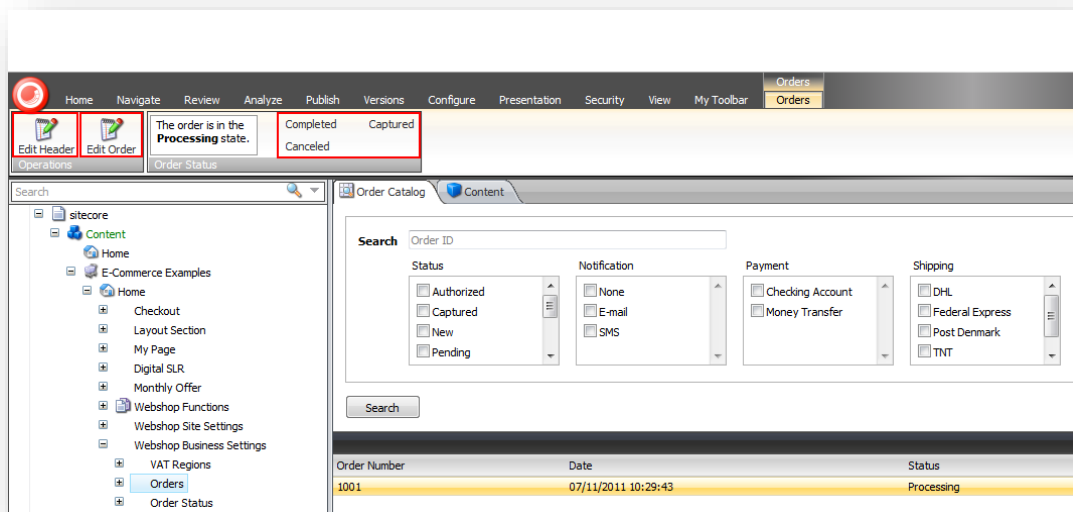 Orders
Home Navigate Review Analyze Publish Versions Configure Presentation Security View My Toolbar Orders
Edit Header Edit Order The order is in the Completed Captured
Processing state. Canceled
Operations Order Status
Search Order Catalog Content
sitecore
Content
Search Order ID
Home
E-Commerce Examples
Status Notification Payment Shipping
Home
Authorized None Checking Account DHL
Checkout
Captured E-mail Money Transfer Federal Express
Layout Section
New SMS Post Denmark
My Page
Pending TNT
Digital SLR
Monthly Offer
Webshop Functions Search
Webshop Site Settings
Webshop Business Settings
VAT Regions Order Number Date Status
Orders 1001 07/11/2011 10:29:43 Processing
Order Status